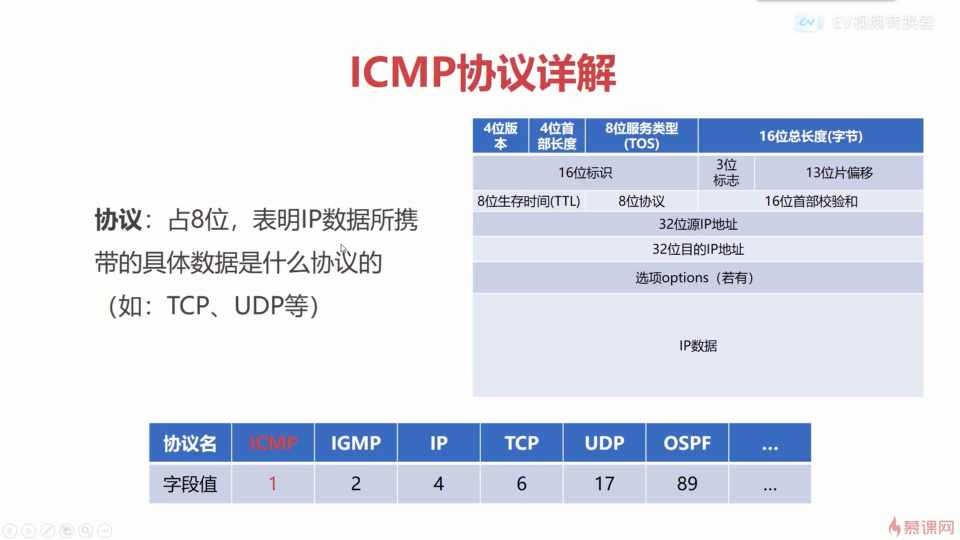 EV视频转换器
ICMP协议详解
4位版本 4位首部长度 8位服务类型(TOS) 16位总长度(字节)
16位标识 3位标志 13位片偏移
8位生存时间(TTL) 8位协议 16位首部校验和
32位源IP地址
32位目的IP地址
选项options（若有）
IP数据
协议：占8位，表明IP数据所携
带的具体数据是什么协议的
（如：TCP、UDP等）
协议名 ICMP IGMP IP TCP UDP OSPF ...
字段值 1 2 4 6 17 89 ...
慕课网